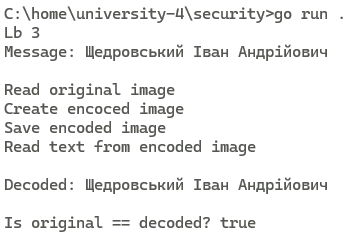 C:\home\university-4\security>go run .
Lb 3
Message: Щедровський Іван Андрійович
Read original image
Create encoced image
Save encoded image
Read text from encoded image
Decoded: Щедровський Іван Андрійович
Is original == decoded? true